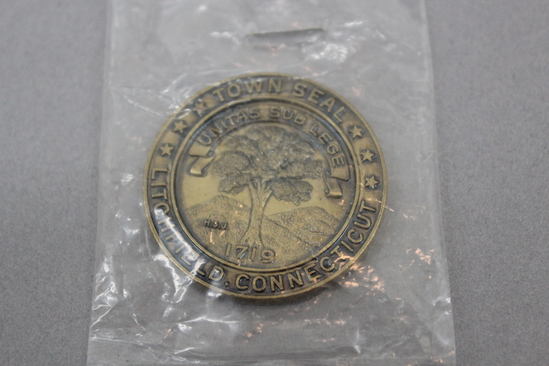 TOWN SEAL
UNITAS SUB LEGE
H.D.J.
1719
LITCHFIELD. CONNECTICUT